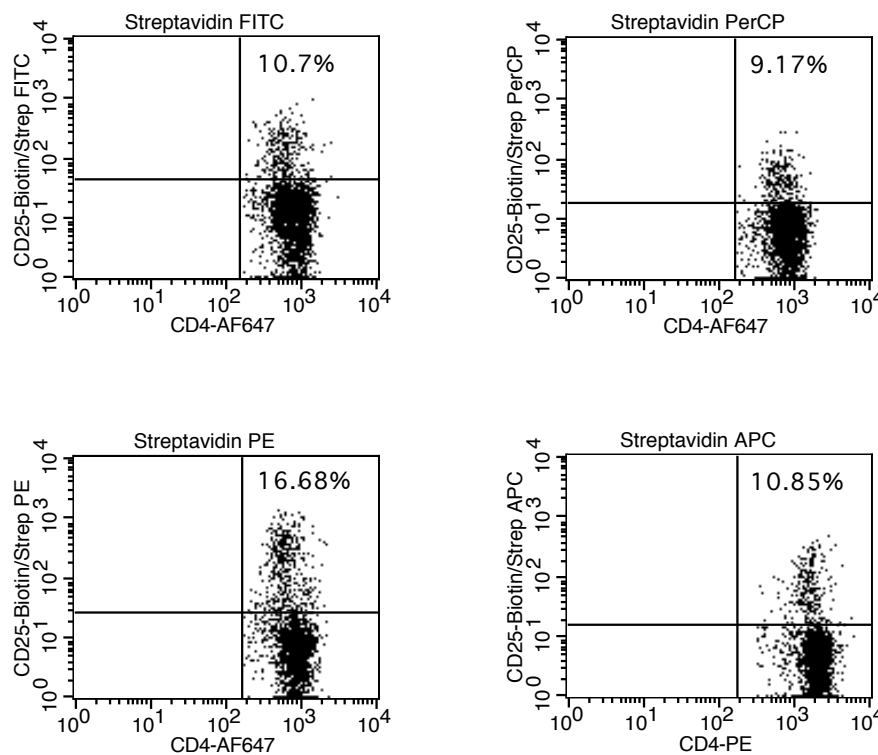 Streptavidin FITC
10.7%
CD25-Biotin/Strep FITC
10^4
10^3
10^2
10^1
10^0
10^0 10^1 10^2 10^3 10^4
CD4-AF647
Streptavidin PerCP
9.17%
CD25-Biotin/Strep PerCP
10^4
10^3
10^2
10^1
10^0
10^0 10^1 10^2 10^3 10^4
CD4-AF647
Streptavidin PE
16.68%
CD25-Biotin/Strep PE
10^4
10^3
10^2
10^1
10^0
10^0 10^1 10^2 10^3 10^4
CD4-AF647
Streptavidin APC
10.85%
CD25-Biotin/Strep APC
10^4
10^3
10^2
10^1
10^0
10^0 10^1 10^2 10^3 10^4
CD4-PE